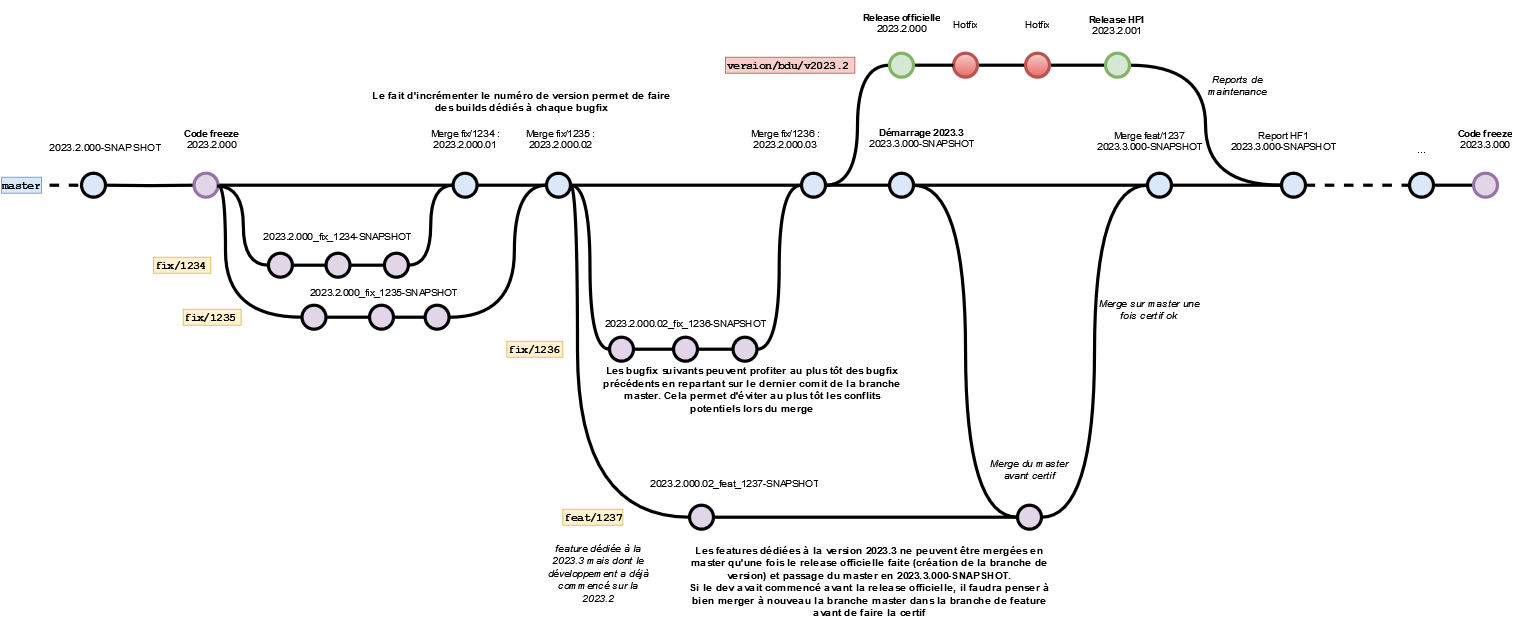 Release officielle
2023.2.000
Hotfix
Hotfix
Release HF1
2023.2.001
version/bdu/v2023.2
Reports de
maintenance
Le fait d'incrémenter le numéro de version permet de faire
des builds dédiés à chaque bugfix
2023.2.000-SNAPSHOT
Code freeze
2023.2.000
Merge fix/1234 :
2023.2.000.01
Merge fix/1235 :
2023.2.000.02
Merge fix/1236 :
2023.2.000.03
Démarrage 2023.3
2023.3.000-SNAPSHOT
Merge feat/1237
2023.3.000-SNAPSHOT
Report HF1
2023.3.000-SNAPSHOT
...
Code freeze
2023.3.000
master
2023.2.000_fix_1234-SNAPSHOT
fix/1234
2023.2.000_fix_1235-SNAPSHOT
fix/1235
2023.2.000.02_fix_1236-SNAPSHOT
fix/1236
Merge sur master une
fois certif ok
Les bugfix suivants peuvent profiter au plus tôt des bugfix
précédents en repartant sur le dernier comit de la branche
master. Cela permet d'éviter au plus tôt les conflits
potentiels lors du merge
Merge du master
avant certif
2023.2.000.02_feat_1237-SNAPSHOT
feat/1237
feature dédiée à la
2023.3 mais dont le
développement a déjà
commencé sur la
2023.2
Les features dédiées à la version 2023.3 ne peuvent être mergées en
master qu'une fois le release officielle faite (création de la branche de
version) et passage du master en 2023.3.000-SNAPSHOT.
Si le dev avait commencé avant la release officielle, il faudra penser à
bien merger à nouveau la branche master dans la branche de feature
avant de faire la certif